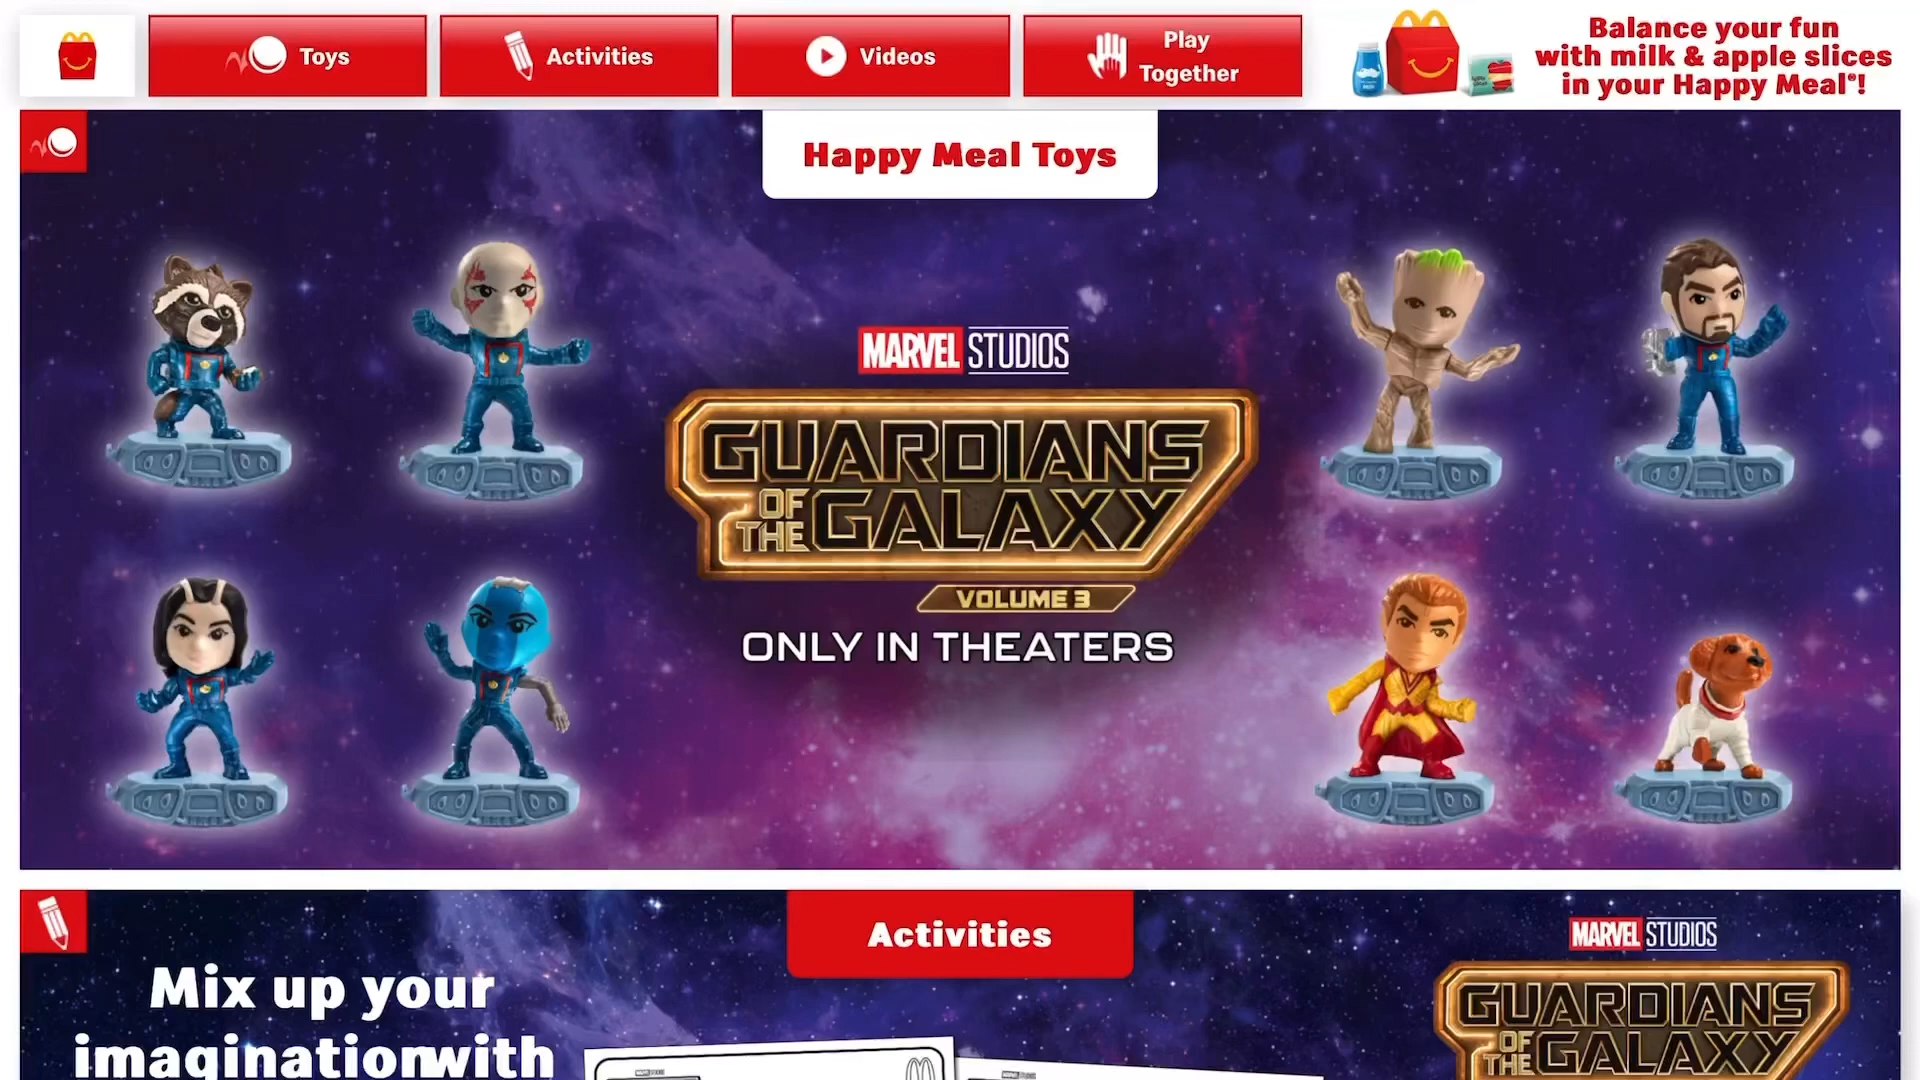 Toys
Activities
Videos
Play
Together
Balance your fun
with milk & apple slices
in your Happy Meal®!
Happy Meal Toys
MARVEL STUDIOS
GUARDIANS
OF THE GALAXY
VOLUME 3
ONLY IN THEATERS
Activities
MARVEL STUDIOS
GUARDIANS
OF THE GALAXY
Mix up your
imagination with